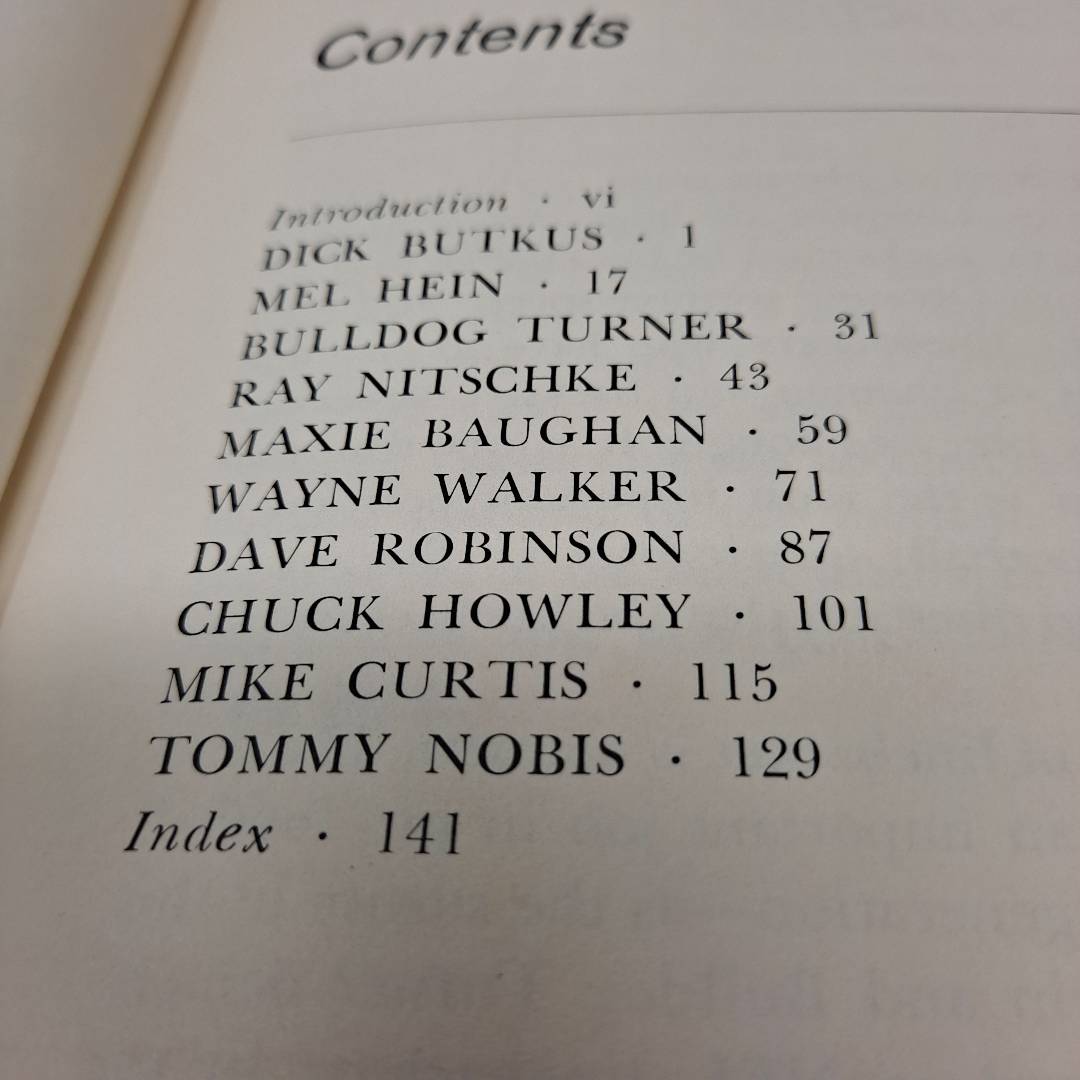 Contents
Introduction · vi
DICK BUTKUS · 1
MEL HEIN · 17
BULLDOG TURNER · 31
RAY NITSCHKE · 43
MAXIE BAUGHAN · 59
WAYNE WALKER · 71
DAVE ROBINSON · 87
CHUCK HOWLEY · 101
MIKE CURTIS · 115
TOMMY NOBIS · 129
Index · 141